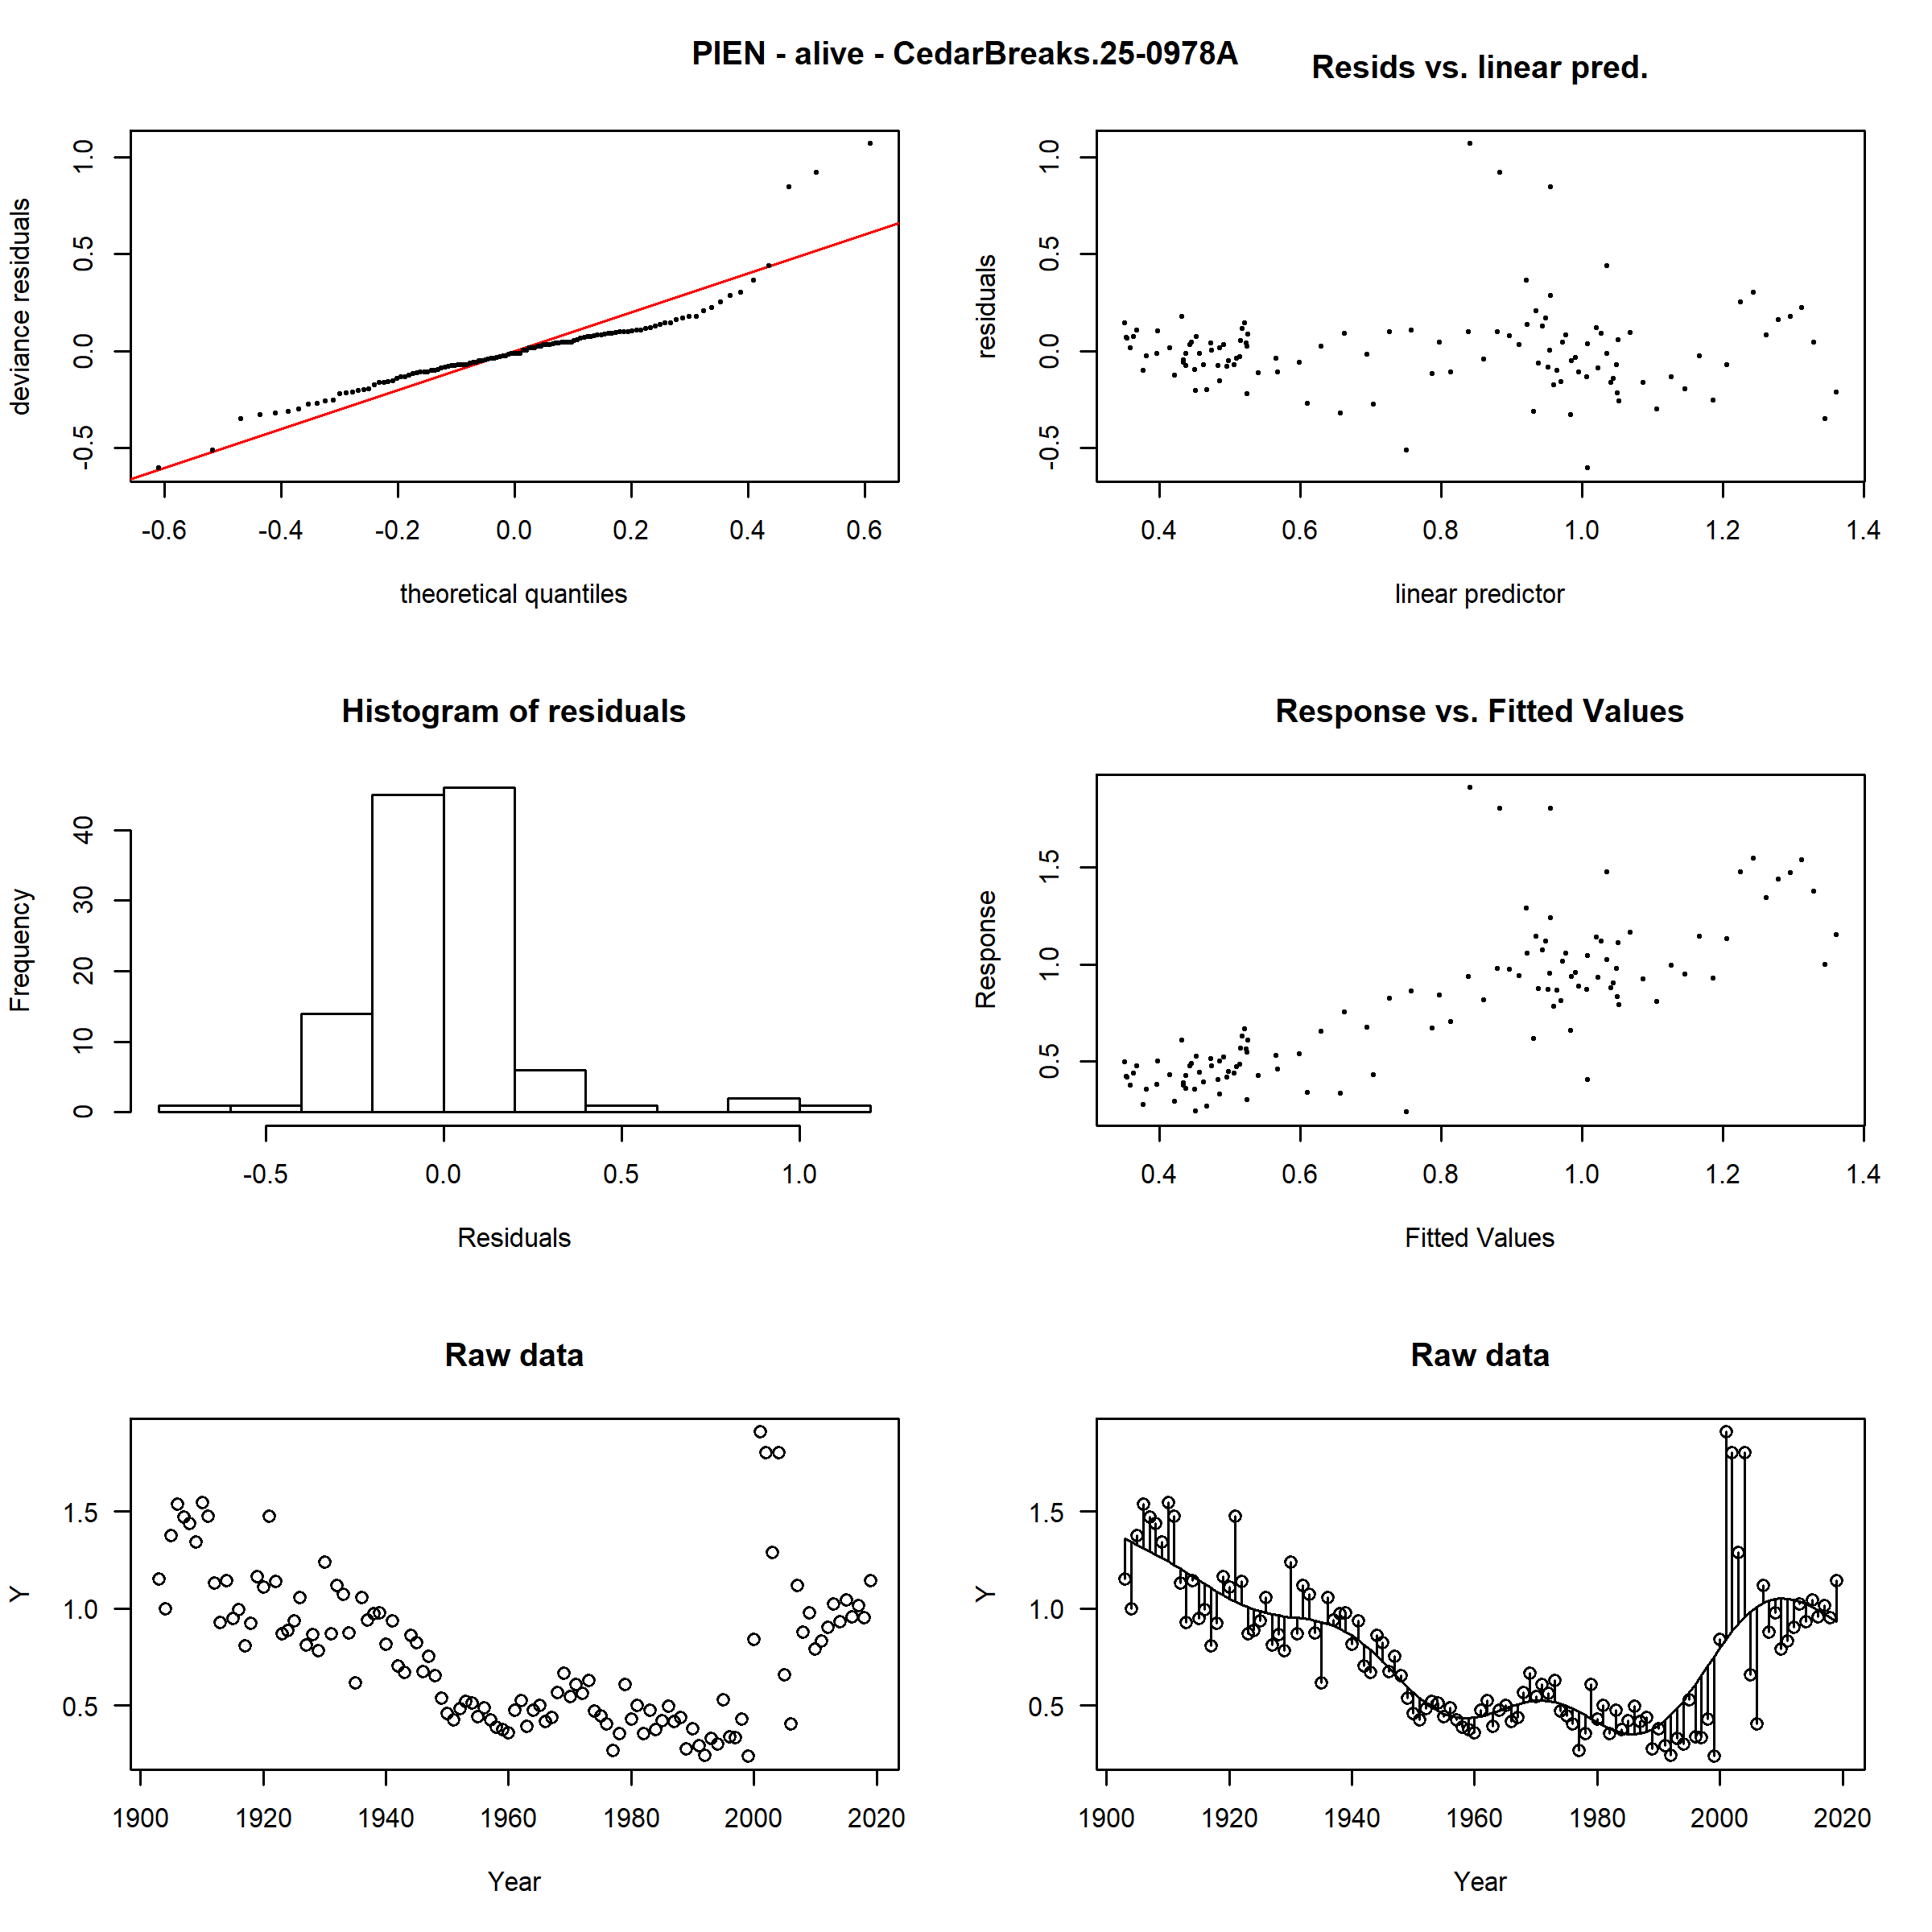 PIEN - alive - CedarBreaks.25-0978A
Resids vs. linear pred.
deviance residuals
-0.5 0.0 0.5 1.0
-0.6 -0.4 -0.2 0.0 0.2 0.4 0.6
theoretical quantiles
residuals
-0.5 0.0 0.5 1.0
0.4 0.6 0.8 1.0 1.2 1.4
linear predictor
Histogram of residuals
Frequency
0 10 20 30 40
-0.5 0.0 0.5 1.0
Residuals
Response vs. Fitted Values
Response
0.5 1.0 1.5
0.4 0.6 0.8 1.0 1.2 1.4
Fitted Values
Raw data
Y
1.5
1.0
0.5
1900 1920 1940 1960 1980 2000 2020
Year
Raw data
Y
1.5
1.0
0.5
1900 1920 1940 1960 1980 2000 2020
Year